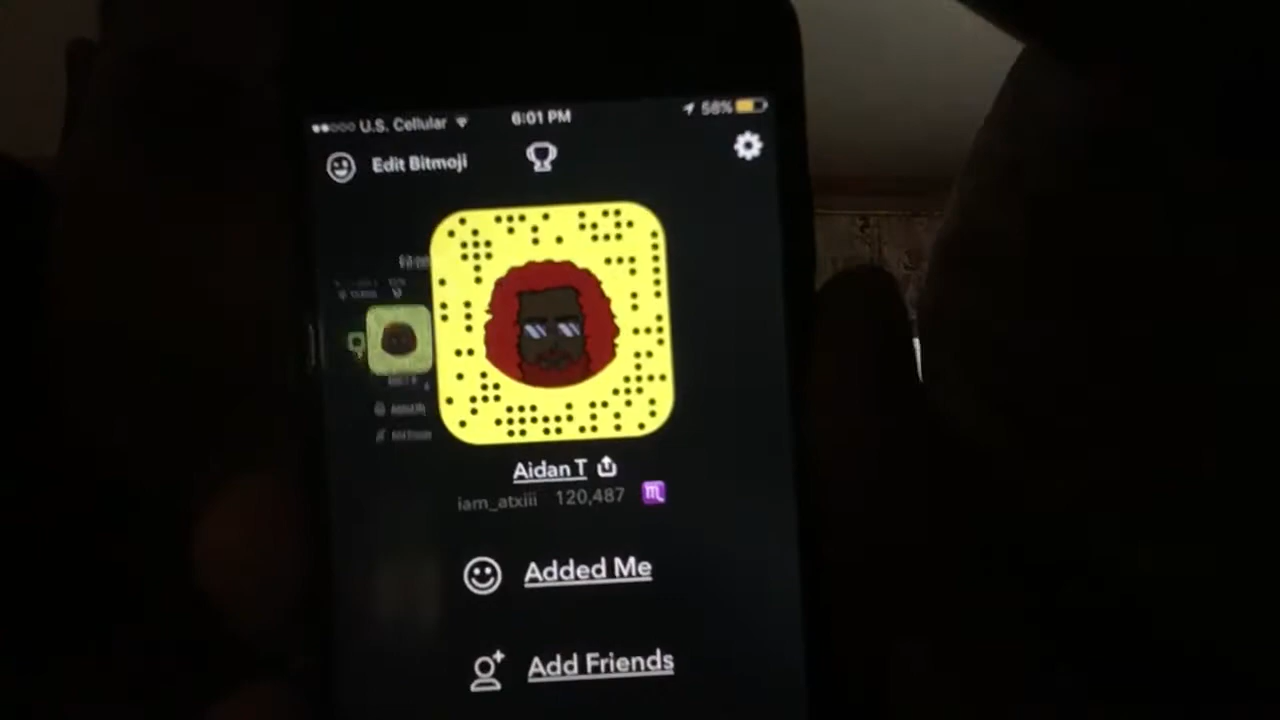 U.S. Cellular 6:01 PM 58%
Edit Bitmoji
Aidan T
iam_atxiii 120,487 ♏
Added Me
Add Friends